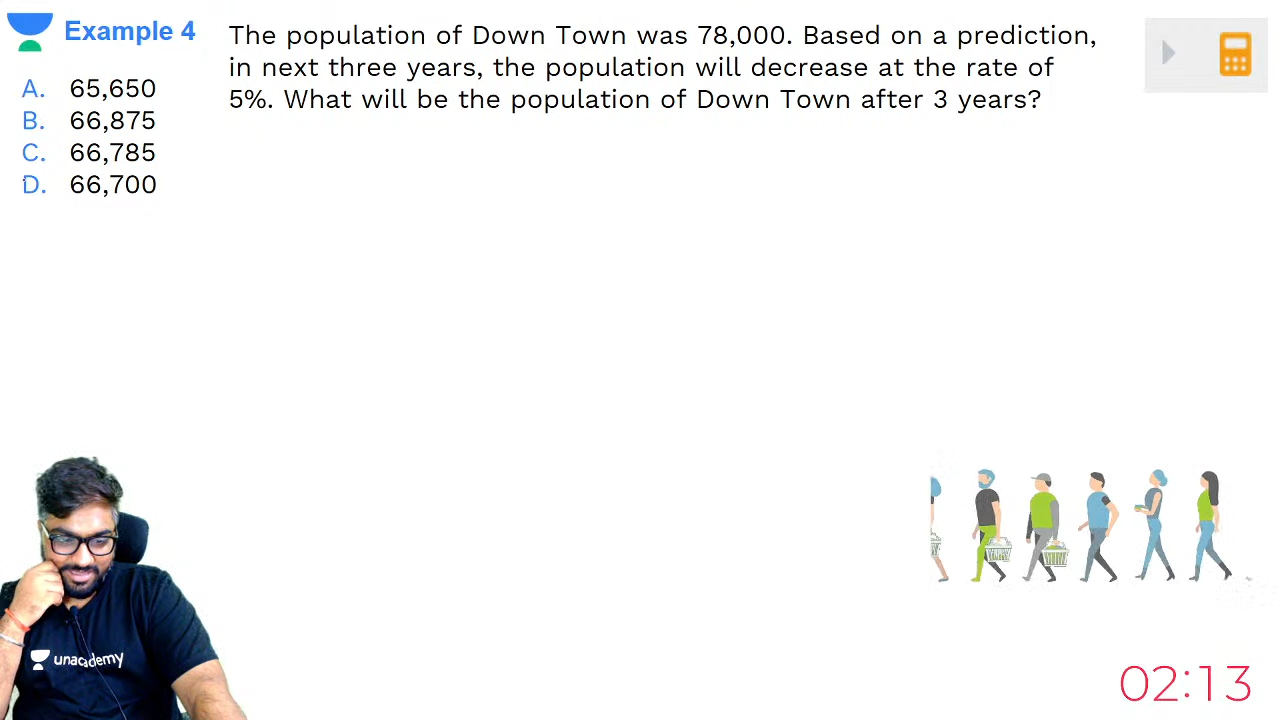 Example 4
The population of Down Town was 78,000. Based on a prediction,
in next three years, the population will decrease at the rate of
5%. What will be the population of Down Town after 3 years?
A. 65,650
B. 66,875
C. 66,785
D. 66,700
unacademy
02:13